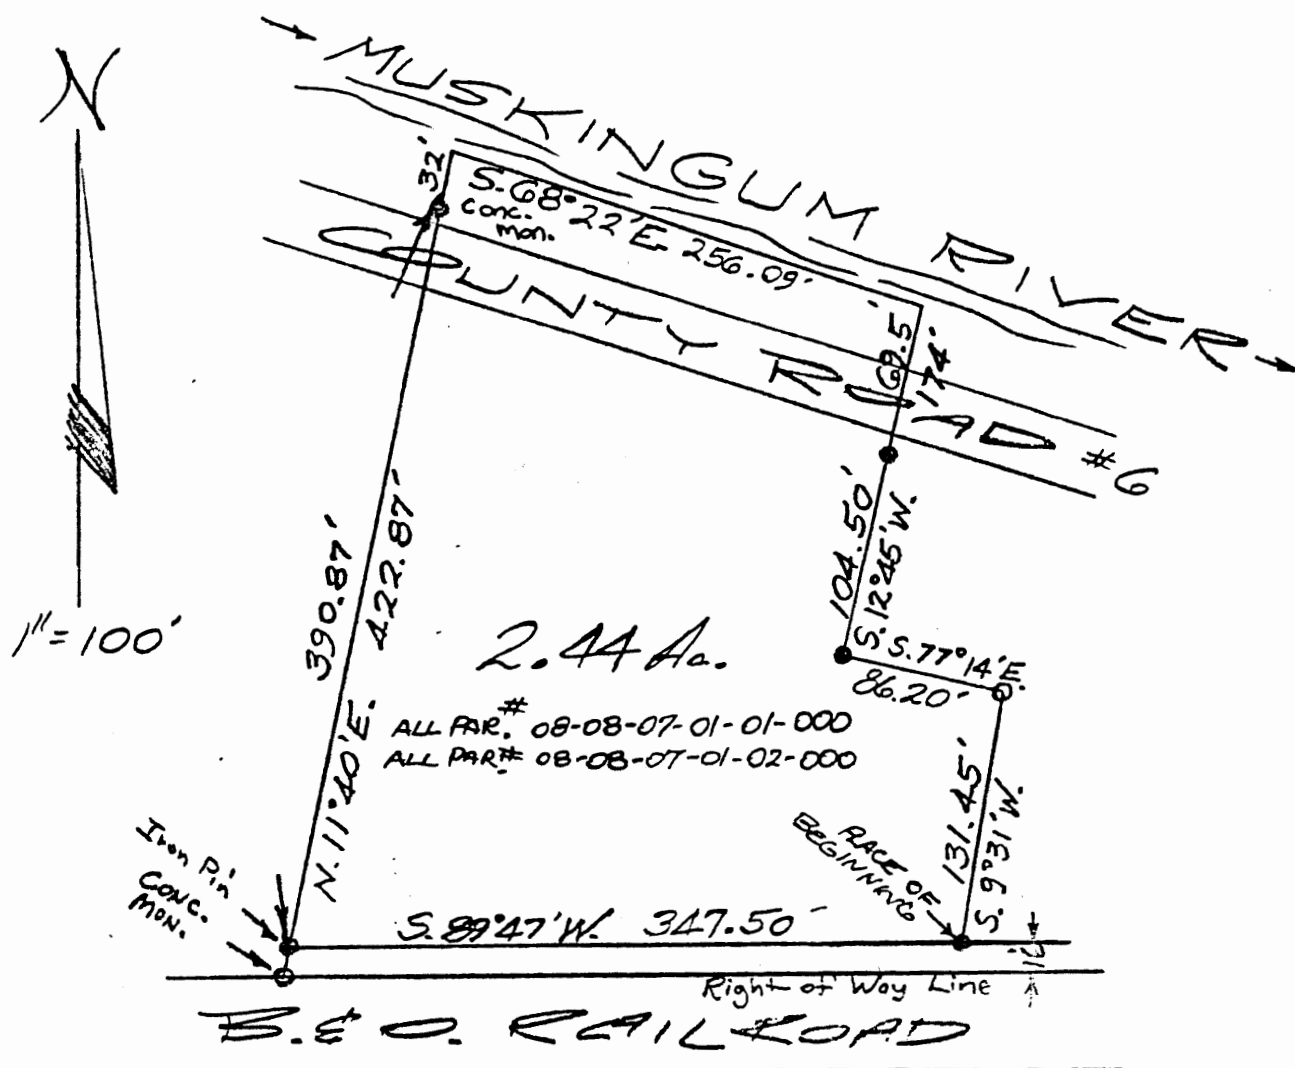 N
1"=100'
MUSKINGUM RIVER
32'
S. 68°22'E. 256.09'
Conc.
Mon.
COUNTY ROAD #6
69.5'
174'
104.50'
S. 12°45'W.
S. 77°14'E.
86.20'
390.87'
422.87'
N. 11°40'E.
2.44 Ac.
ALL PAR.# 08-08-07-01-01-000
ALL PAR.# 08-08-07-01-02-000
131.45'
S. 9°31'W.
PLACE OF
BEGINNING
Iron Pin
CONC.
MON.
S. 89°47'W. 347.50'
Right of Way Line
B.&O. RAILROAD